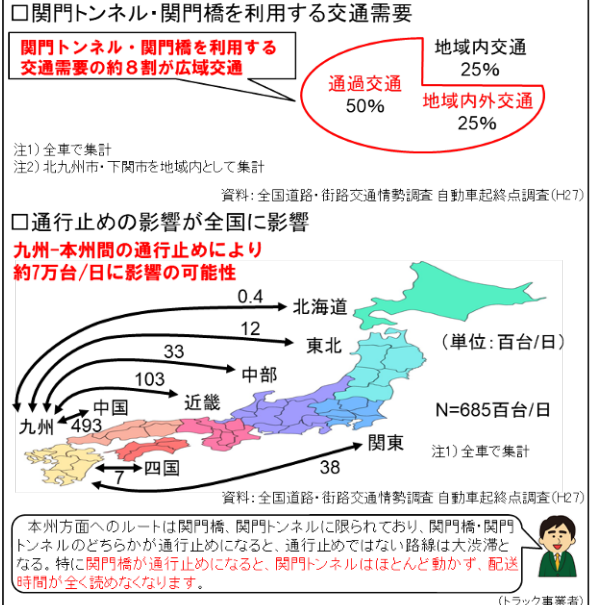 □関門トンネル・関門橋を利用する交通需要
関門トンネル・関門橋を利用する
交通需要の約8割が広域交通
地域内交通
25%
通過交通
50%
地域内外交通
25%
注1) 全車で集計
注2) 北九州市・下関市を地域内として集計
資料: 全国道路・街路交通情勢調査 自動車起終点調査(H27)
□通行止めの影響が全国に影響
九州-本州間の通行止めにより
約7万台/日に影響の可能性
0.4
北海道
12
東北
(単位: 百台/日)
33
中部
103
近畿
中国
493
九州
N=685百台/日
関東
注1) 全車で集計
四国
7
38
資料: 全国道路・街路交通情勢調査 自動車起終点調査(H27)
本州方面へのルートは関門橋、関門トンネルに限られており、関門橋・関門
トンネルのどちらかが通行止めになると、通行止めではない路線は大渋滞と
なる。特に関門橋が通行止めになると、関門トンネルはほとんど動かず、配送
時間が全く読めなくなります。
(トラック事業者)